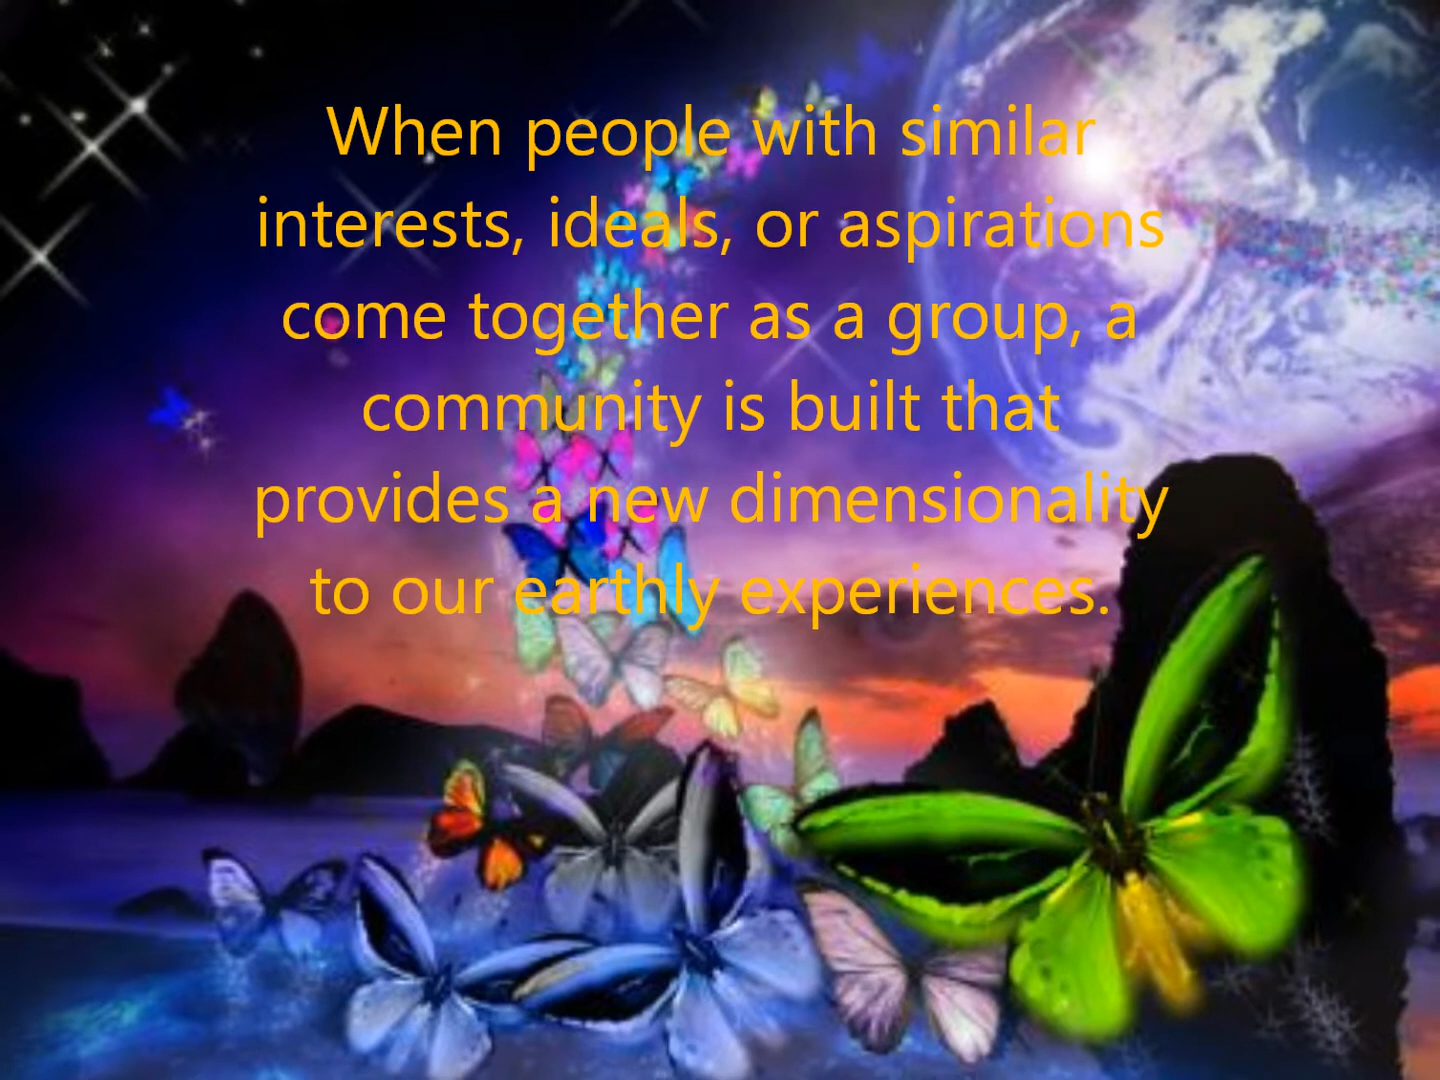 When people with similar
interests, ideals, or aspirations
come together as a group, a
community is built that
provides a new dimensionality
to our earthly experiences.